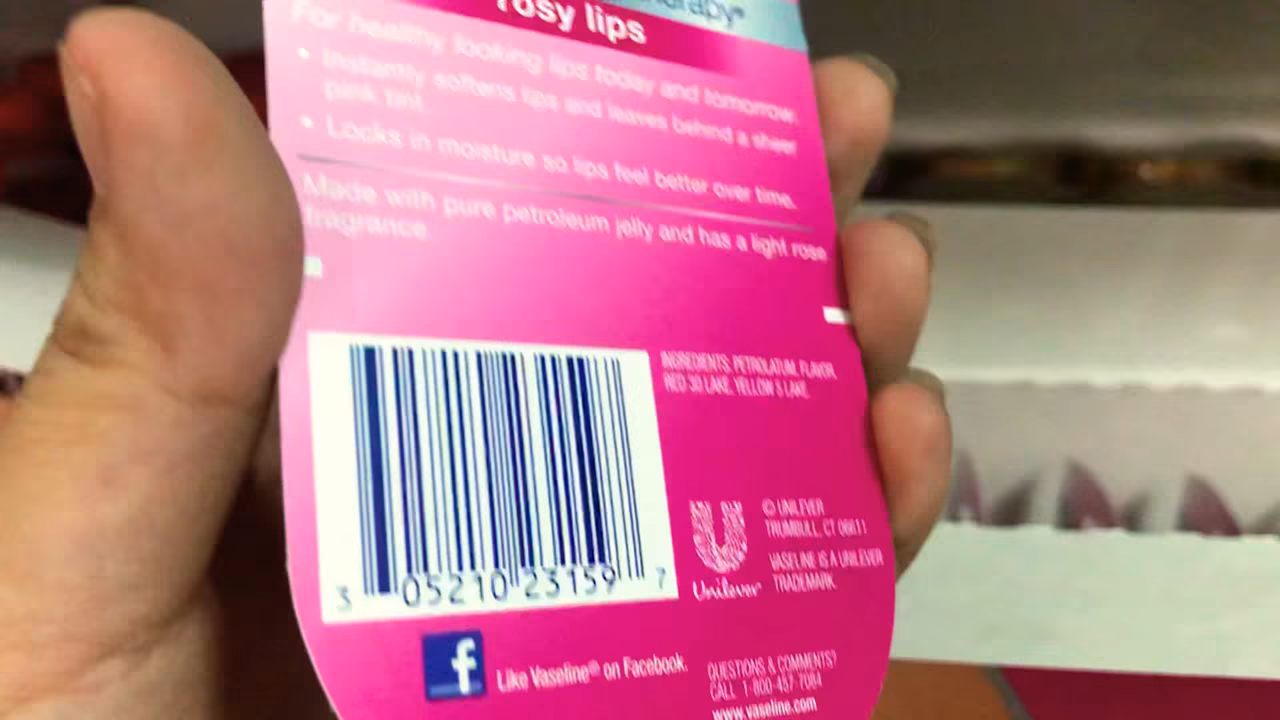 rosy lips
For healthy looking lips today and tomorrow.
• Instantly softens lips and leaves behind a sheer
pink tint.
• Locks in moisture so lips feel better over time.
Made with pure petroleum jelly and has a light rose
fragrance.
INGREDIENTS: PETROLATUM, FLAVOR,
RED 30 LAKE, YELLOW 5 LAKE.
3 05210 23159 7
Unilever
© UNILEVER
TRUMBULL, CT 06611
VASELINE IS A UNILEVER
TRADEMARK.
f
Like Vaseline® on Facebook.
QUESTIONS & COMMENTS?
CALL 1-800-457-7084
www.vaseline.com